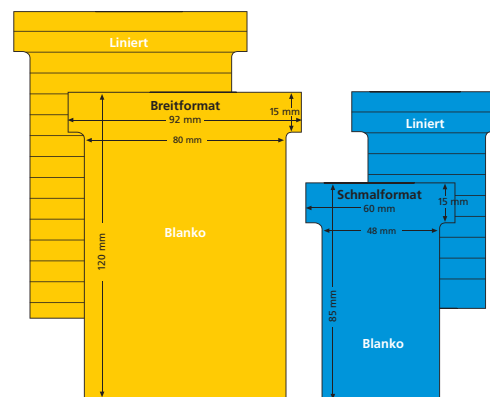 Liniert
Breitformat
15 mm
92 mm
80 mm
Blanko
120 mm
Liniert
Schmalformat
15 mm
60 mm
48 mm
85 mm
Blanko